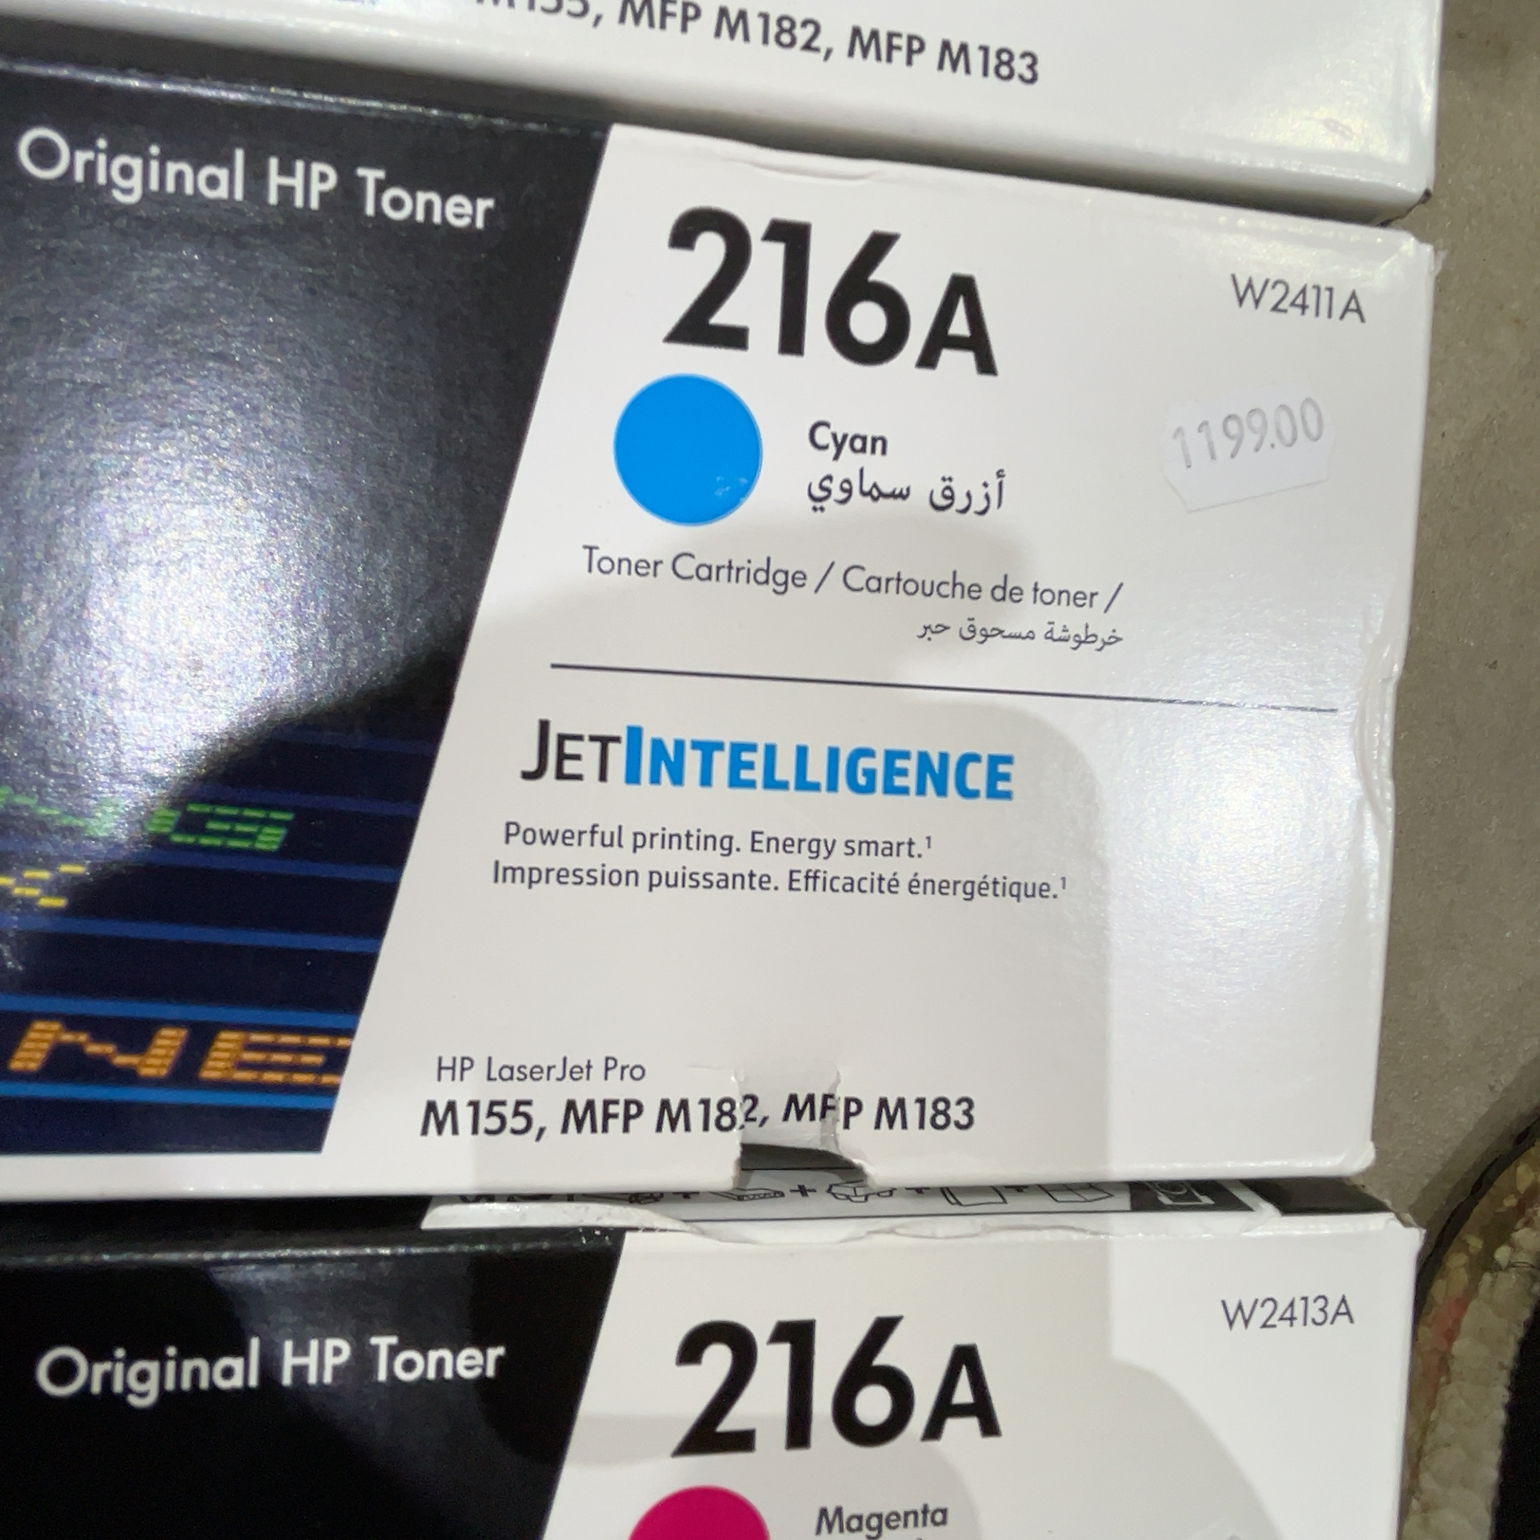 MFP M182, MFP M183
Original HP Toner
216A
W2411A
1199.00
Cyan
أزرق سماوي
Toner Cartridge / Cartouche de toner /
خرطوشة مسحوق حبر
JETINTELLIGENCE
Powerful printing. Energy smart.¹
Impression puissante. Efficacité énergétique.¹
NE
HP LaserJet Pro
M155, MFP M182, MFP M183
Original HP Toner
216A
W2413A
Magenta